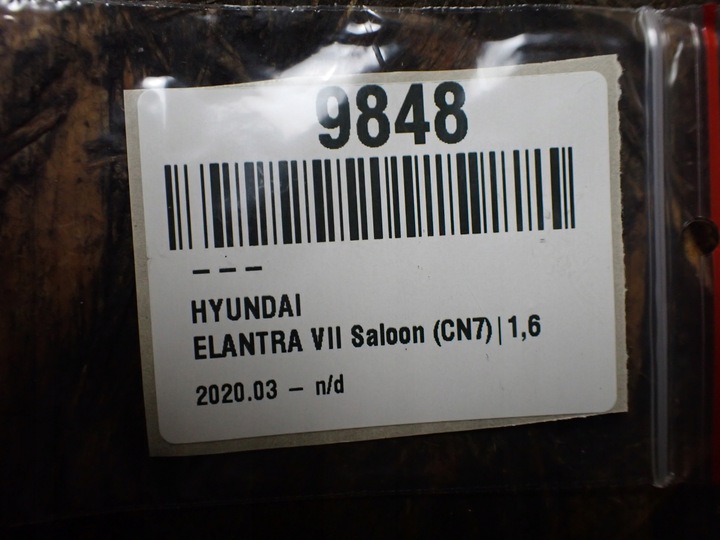 9848
– – –
HYUNDAI
ELANTRA VII Saloon (CN7)|1,6
2020.03 – n/d